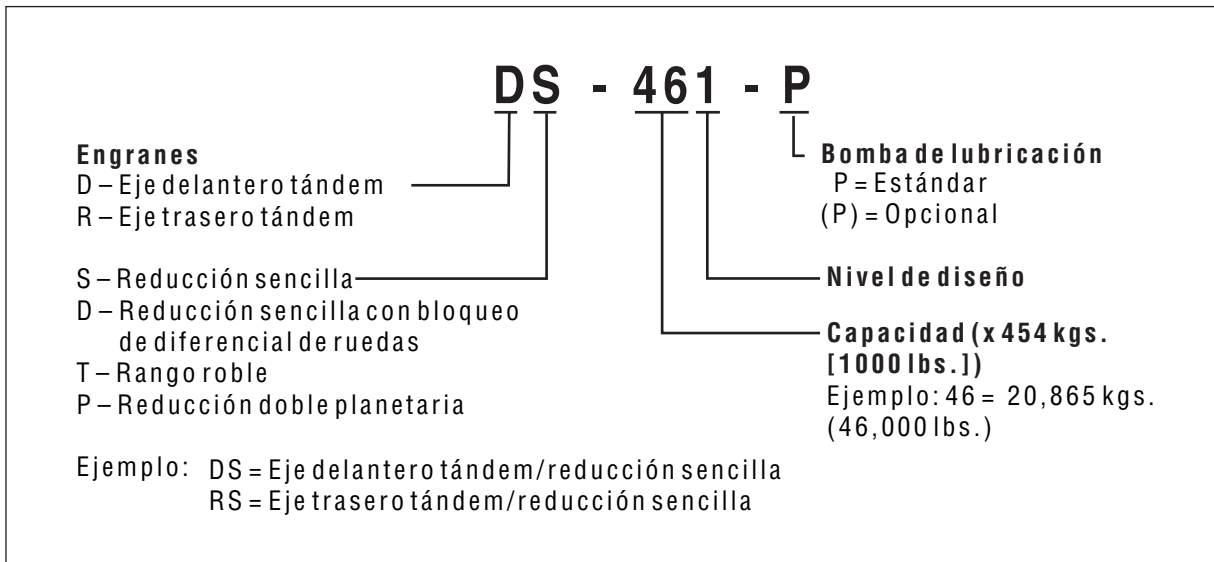 DS - 461 - P
Engranes
D – Eje delantero tándem
R – Eje trasero tándem
S – Reducción sencilla
D – Reducción sencilla con bloqueo
de diferencial de ruedas
T – Rango roble
P – Reducción doble planetaria
Bomba de lubricación
P = Estándar
(P) = Opcional
Nivel de diseño
Capacidad (x 454 kgs.
[1000 lbs.])
Ejemplo: 46 = 20,865 kgs.
(46,000 lbs.)
Ejemplo: DS = Eje delantero tándem/reducción sencilla
RS = Eje trasero tándem/reducción sencilla